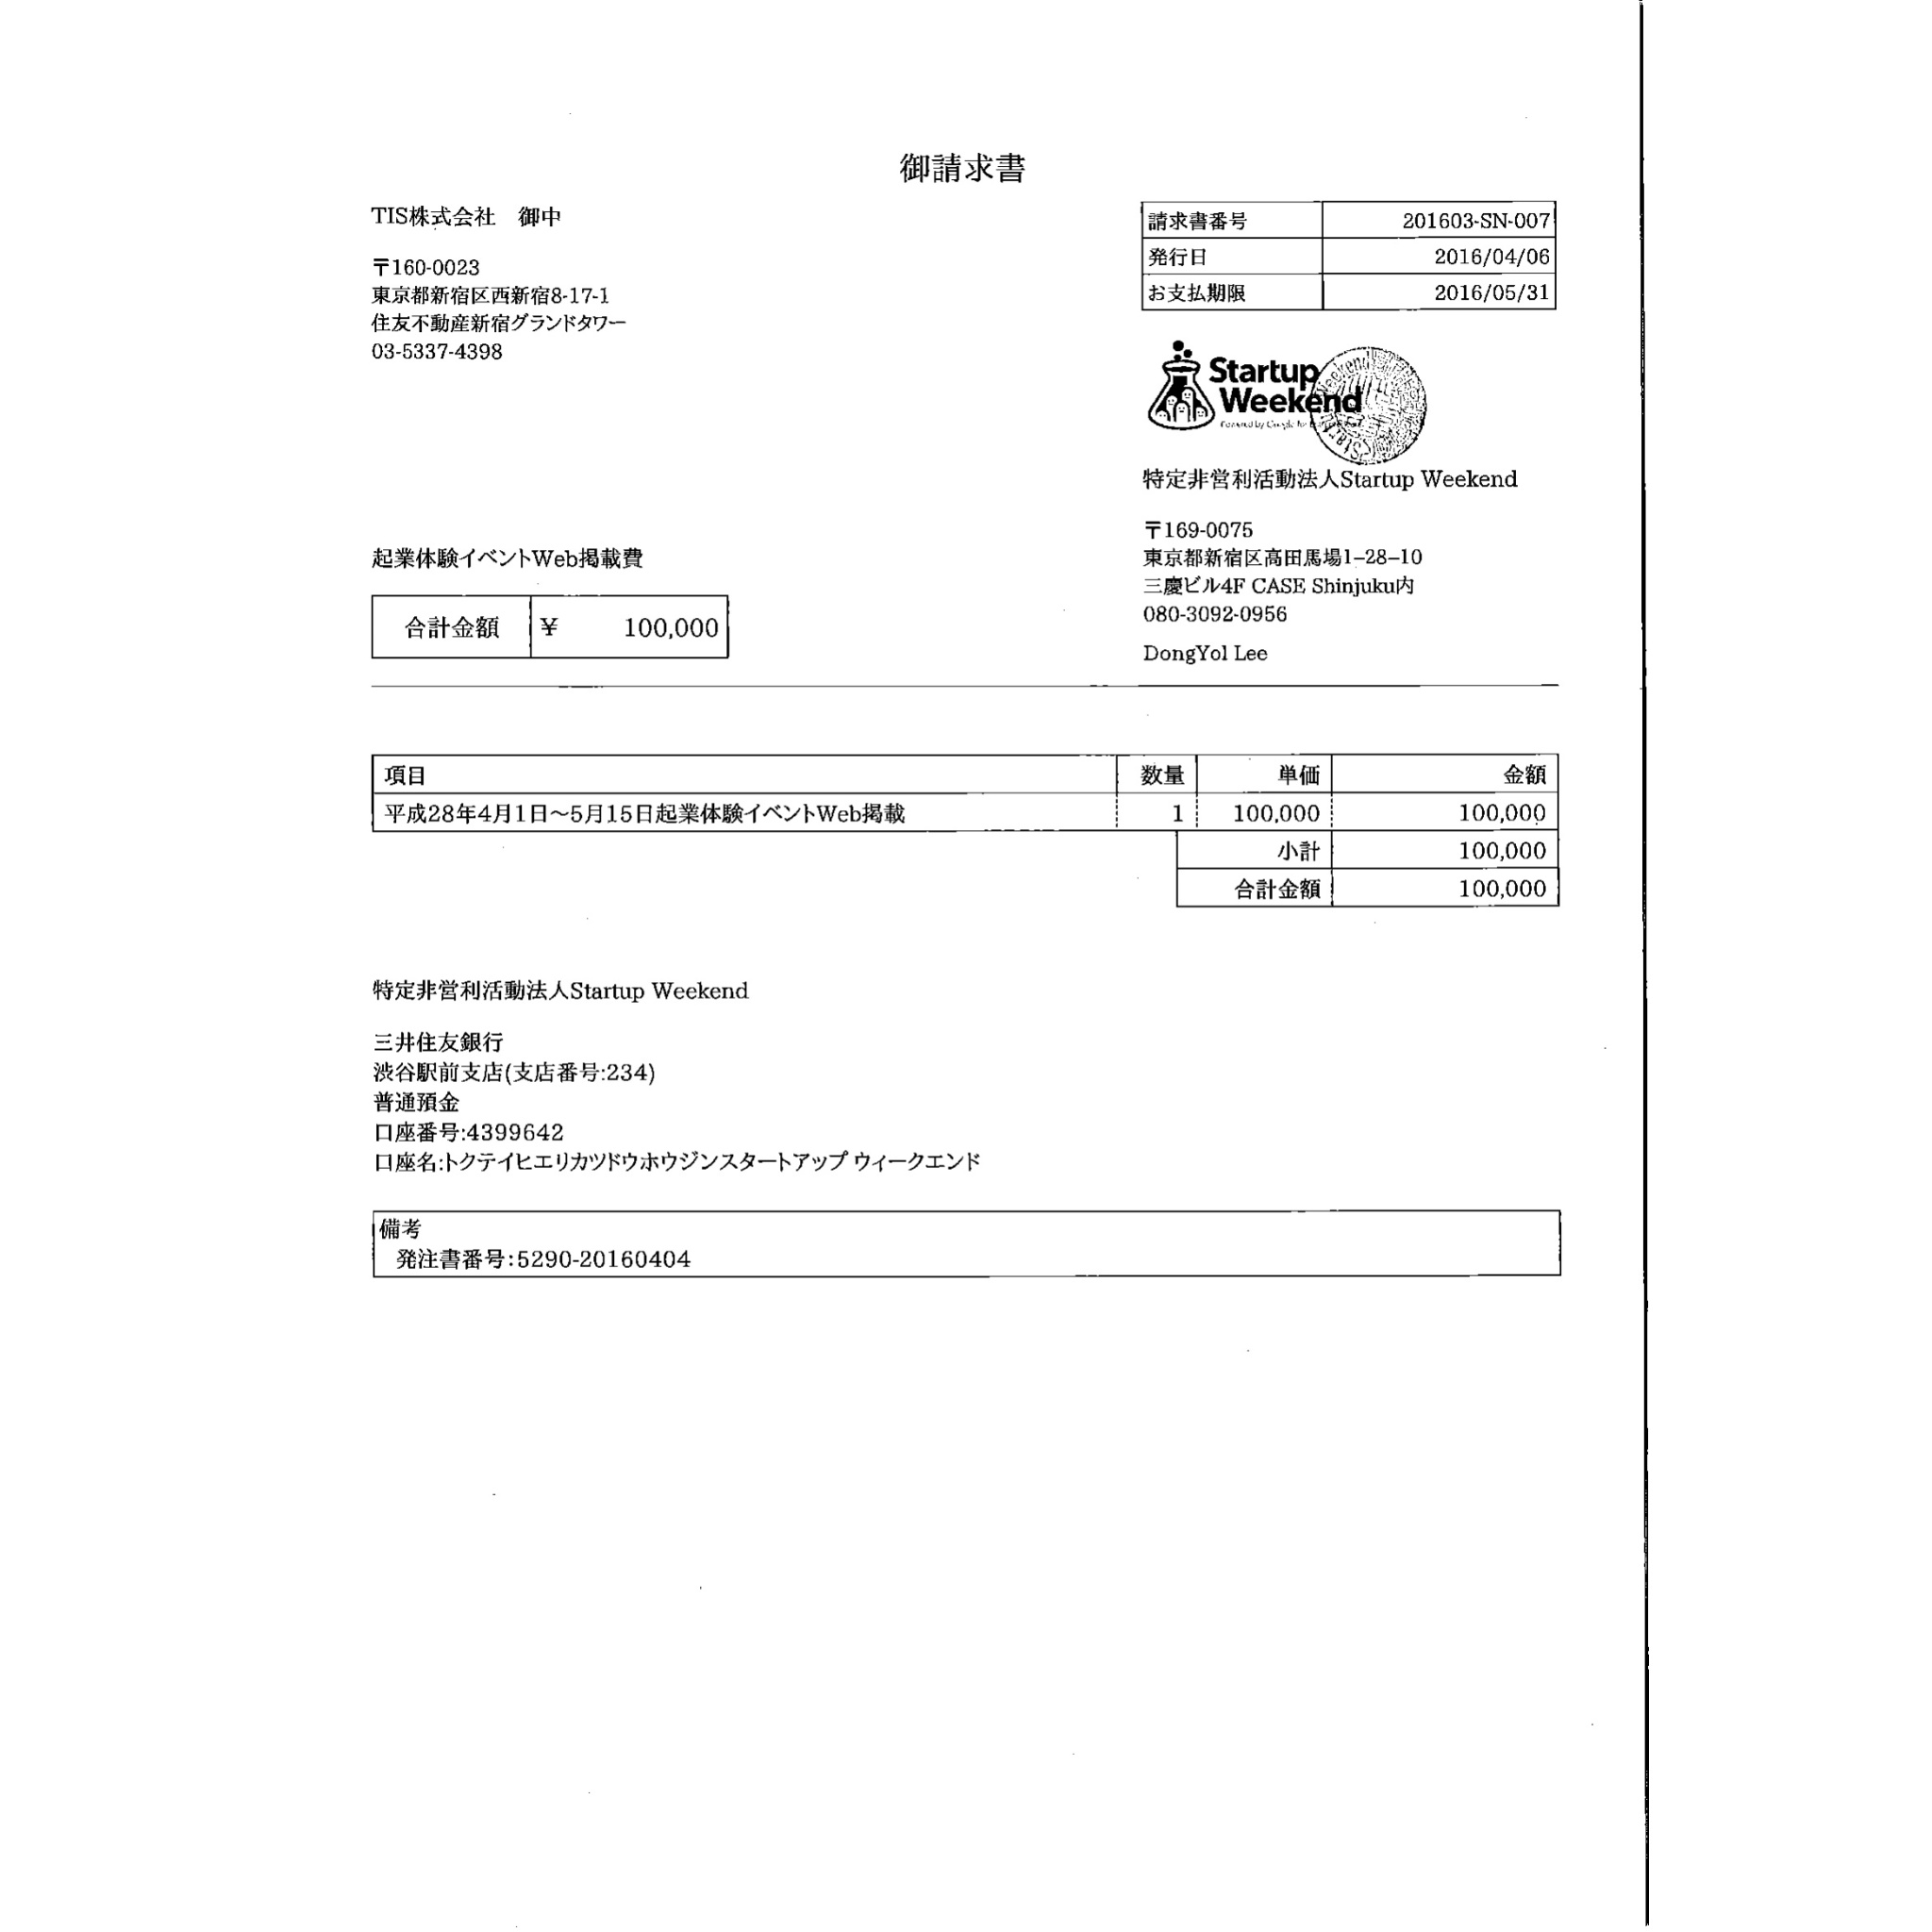 御請求書
TIS株式会社　御中
〒160-0023
東京都新宿区西新宿8-17-1
住友不動産新宿グランドタワー
03-5337-4398
請求書番号 201603-SN-007
発行日 2016/04/06
お支払期限 2016/05/31
Startup
Weekend
Powered by Google for
特定非営利活動法人Startup Weekend
〒169-0075
東京都新宿区高田馬場1–28–10
三慶ビル4F CASE Shinjuku内
080-3092-0956
DongYol Lee
起業体験イベントWeb掲載費
合計金額 ¥ 100,000
項目 数量 単価 金額
平成28年4月1日～5月15日起業体験イベントWeb掲載 1 100,000 100,000
小計 100,000
合計金額 100,000
特定非営利活動法人Startup Weekend
三井住友銀行
渋谷駅前支店(支店番号:234)
普通預金
口座番号:4399642
口座名:トクテイヒエリカツドウホウジンスタートアップ ウィークエンド
備考
発注書番号:5290-20160404